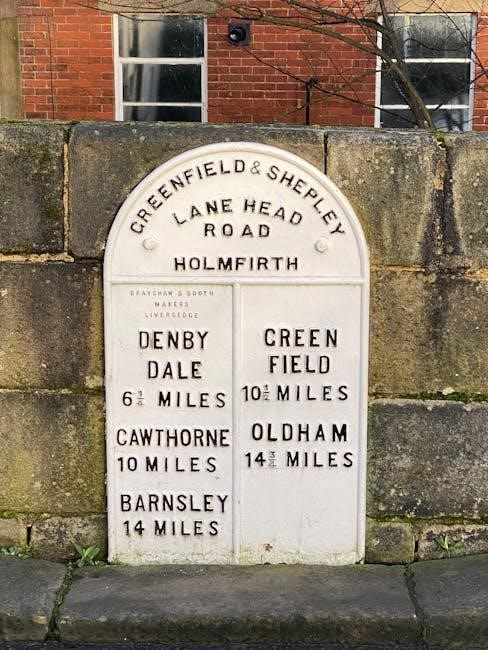 GREENFIELD & SHEPLEY
LANE HEAD
ROAD
HOLMFIRTH
BRAYSHAW & BOOTH
MAKERS
LIVERSEDGE
DENBY
DALE
6¼ MILES
CAWTHORNE
10 MILES
BARNSLEY
14 MILES
GREEN
FIELD
10½ MILES
OLDHAM
14¾ MILES